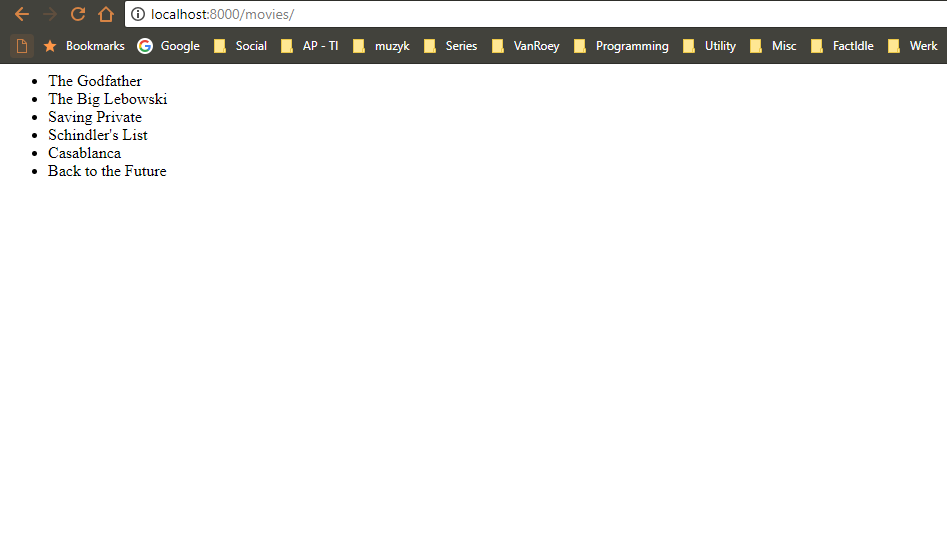 localhost:8000/movies/
Bookmarks Google Social AP - TI muzyk Series VanRoey Programming Utility Misc FactIdle Werk
The Godfather
The Big Lebowski
Saving Private
Schindler's List
Casablanca
Back to the Future